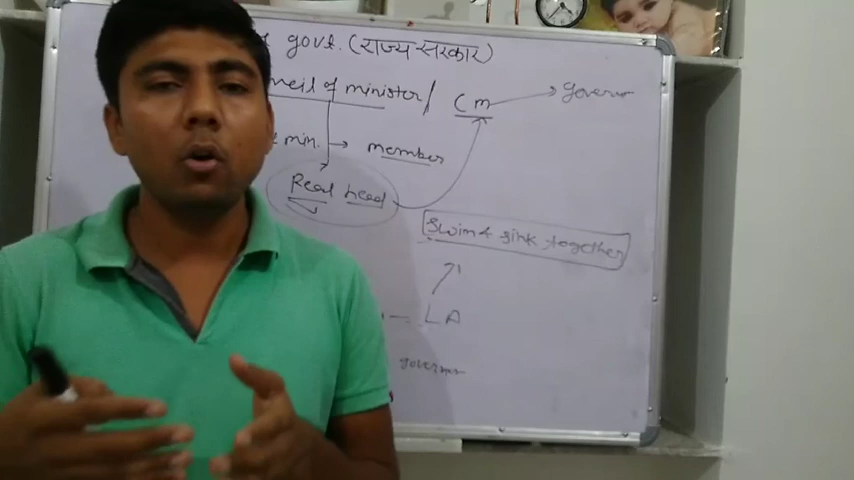 govt. (राज्य सरकार)
of minister / CM → Governor
min. → member
Real head
Swim & sink together
LA
governor